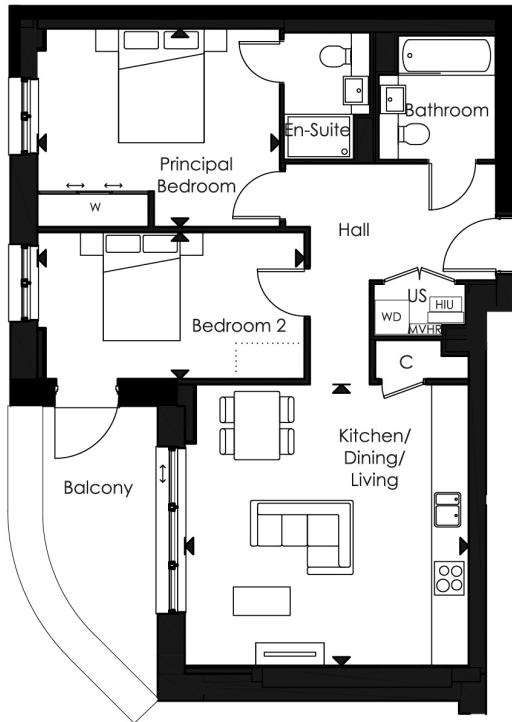 En-Suite
Bathroom
Principal
Bedroom
W
Hall
US
HIU
WD
MVHR
Bedroom 2
C
Kitchen/
Dining/
Living
Balcony